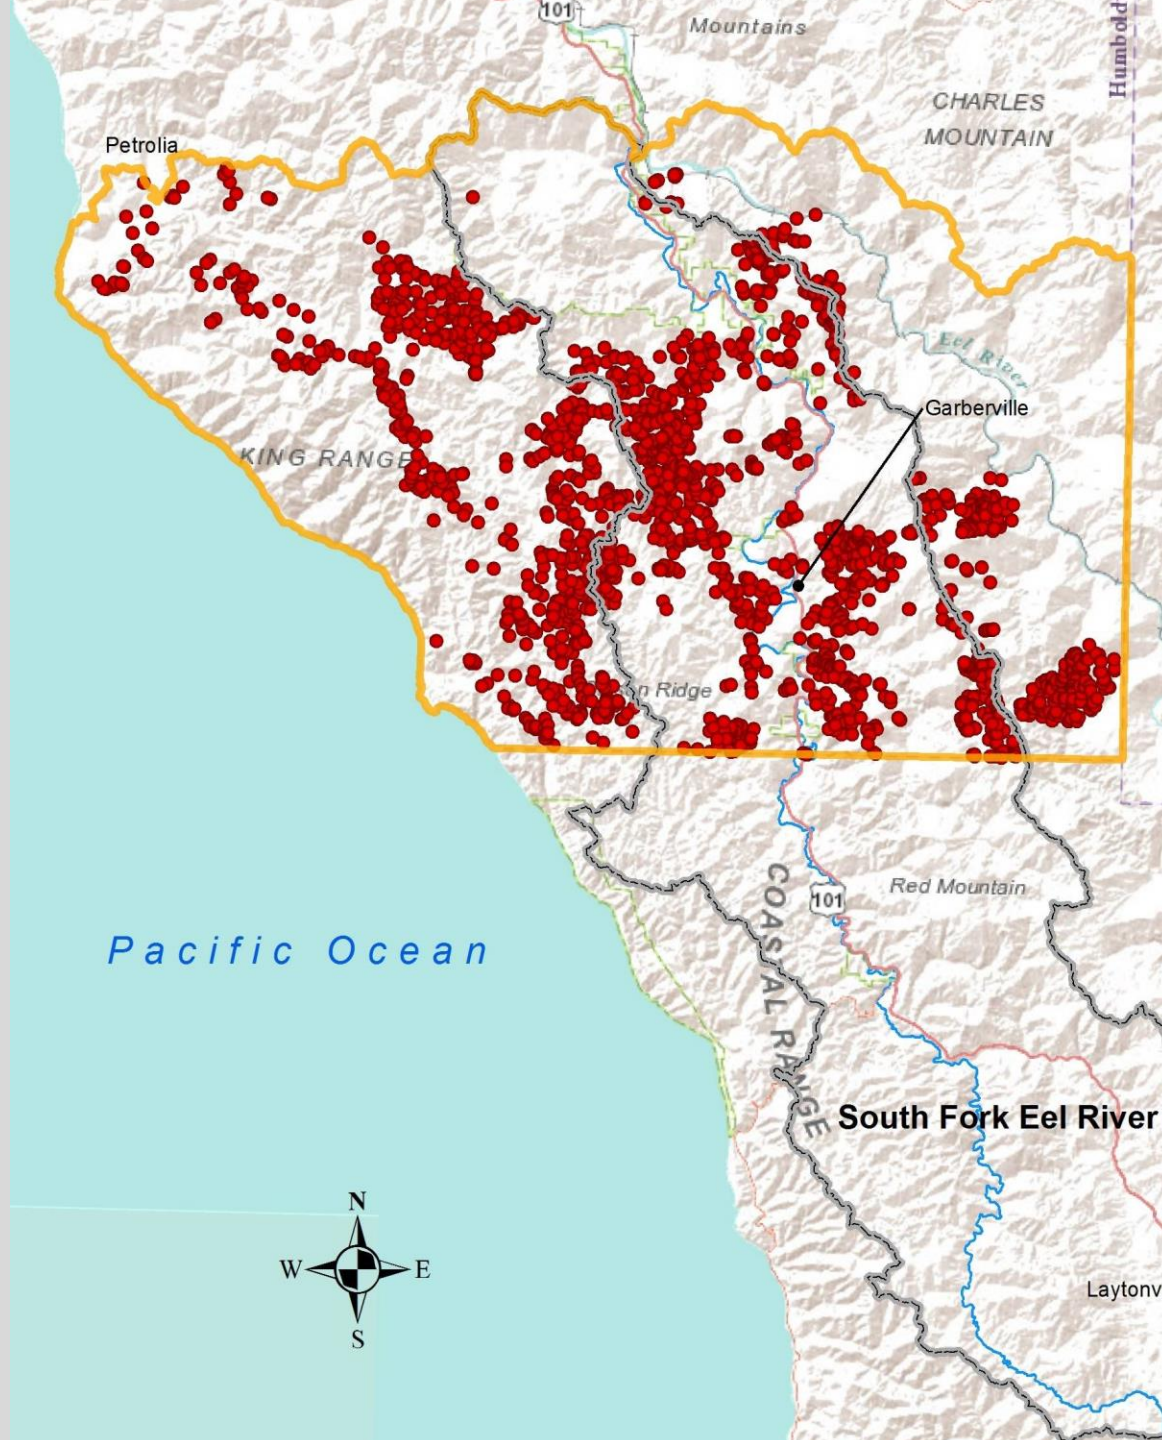 101
Mountains
Humbold
CHARLES
MOUNTAIN
Petrolia
Eel River
Garberville
KING RANGE
n Ridge
101
Red Mountain
COASTAL RANGE
Pacific Ocean
South Fork Eel River
N
W E
S
Laytonv